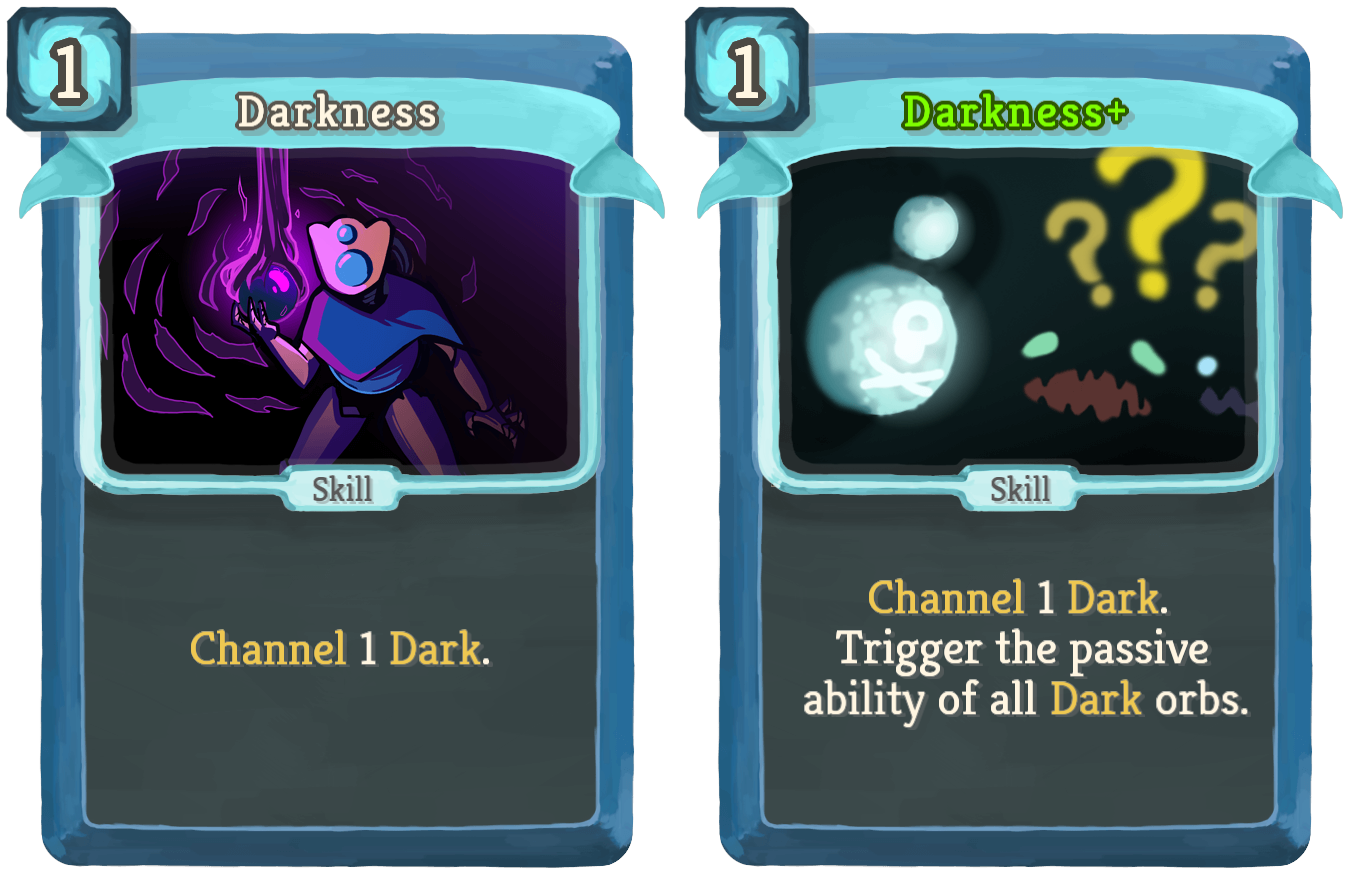 1
Darkness
Skill
Channel 1 Dark.
1
Darkness+
? ? ?
Skill
Channel 1 Dark.
Trigger the passive
ability of all Dark orbs.